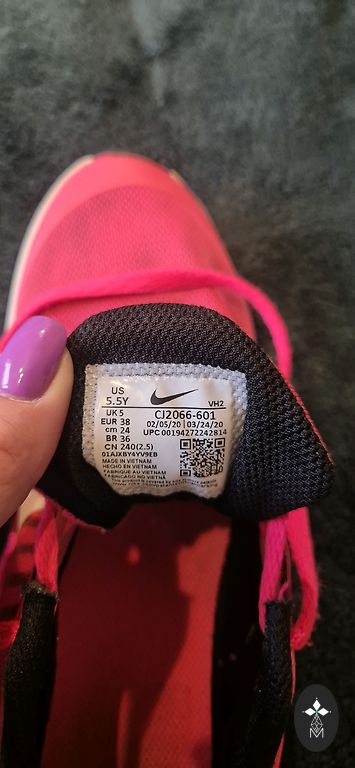 US
5.5Y
VH2
UK 5
CJ2066-601
EUR 38
02/05/20 | 03/24/20
cm 24
UPC 00194272242814
BR 36
CN 240(2.5)
01AJXBY4YV9EB
MADE IN VIETNAM
HECHO EN VIETNAM
FABRIQUÉ AU VIETNAM
FABRICADO NO VIETNÃ
M